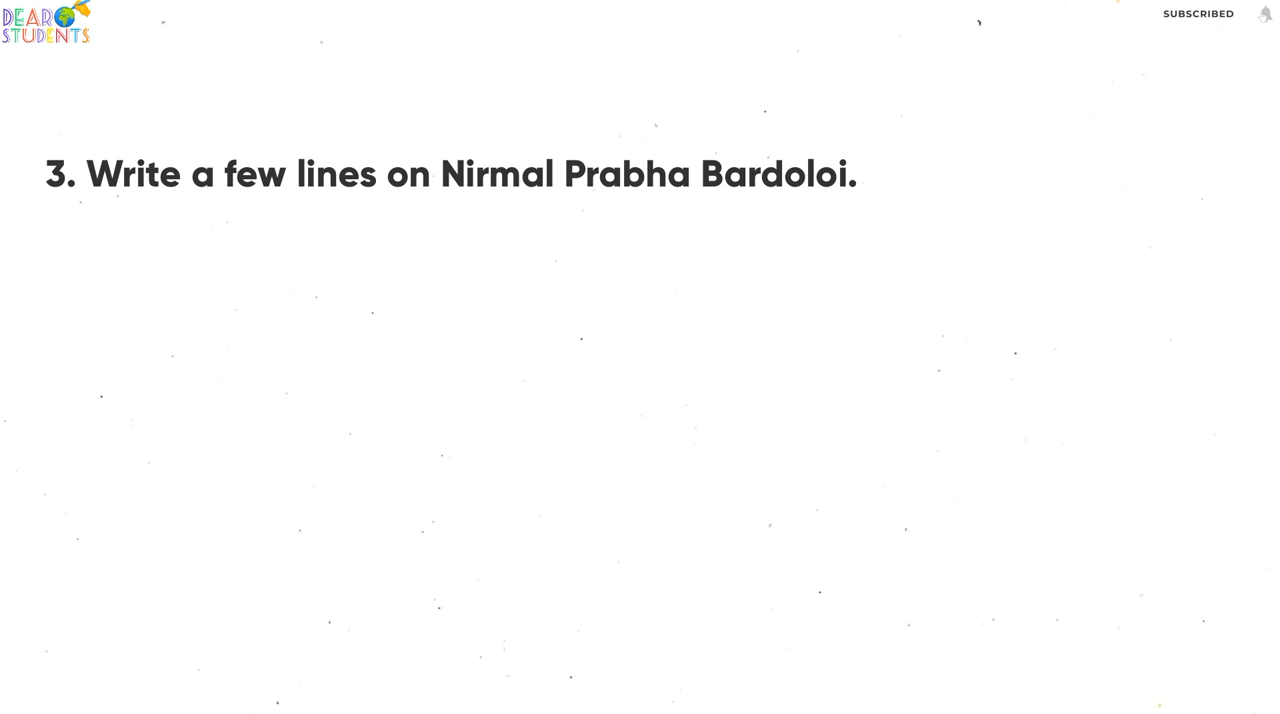 DEAR
STUDENTS
SUBSCRIBED
3. Write a few lines on Nirmal Prabha Bardoloi.